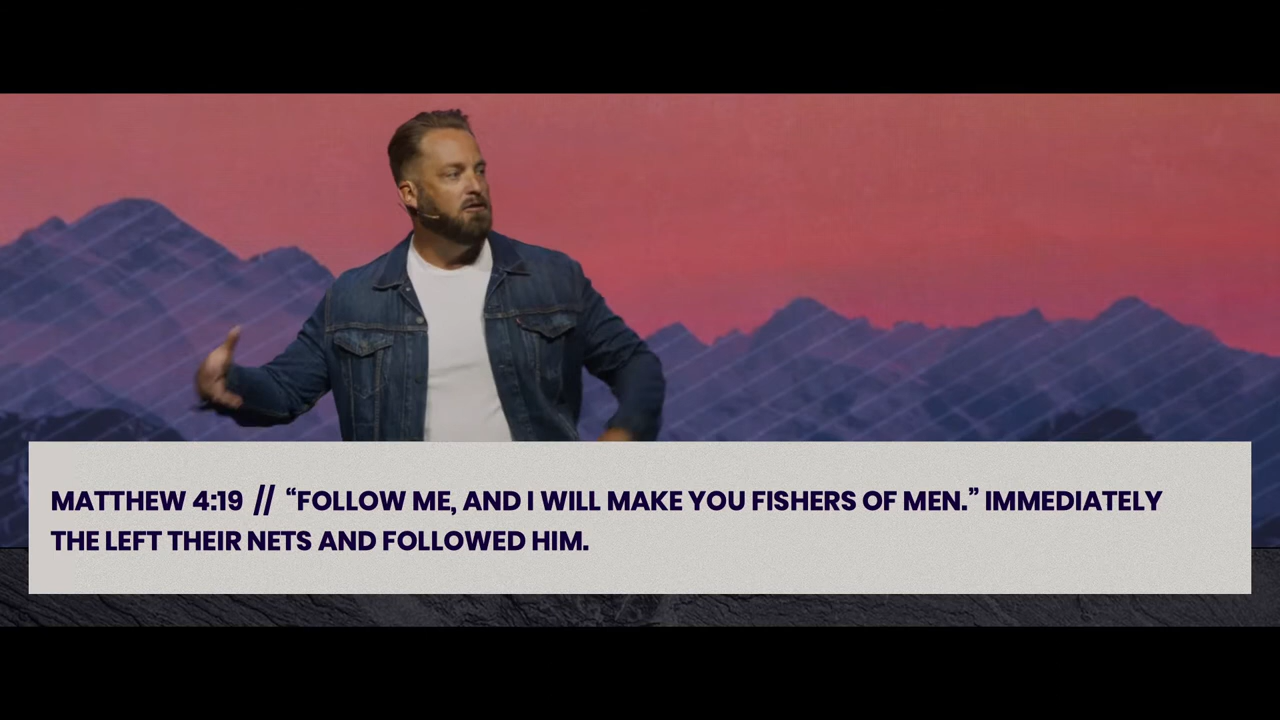 MATTHEW 4:19 // “FOLLOW ME, AND I WILL MAKE YOU FISHERS OF MEN.” IMMEDIATELY
THE LEFT THEIR NETS AND FOLLOWED HIM.